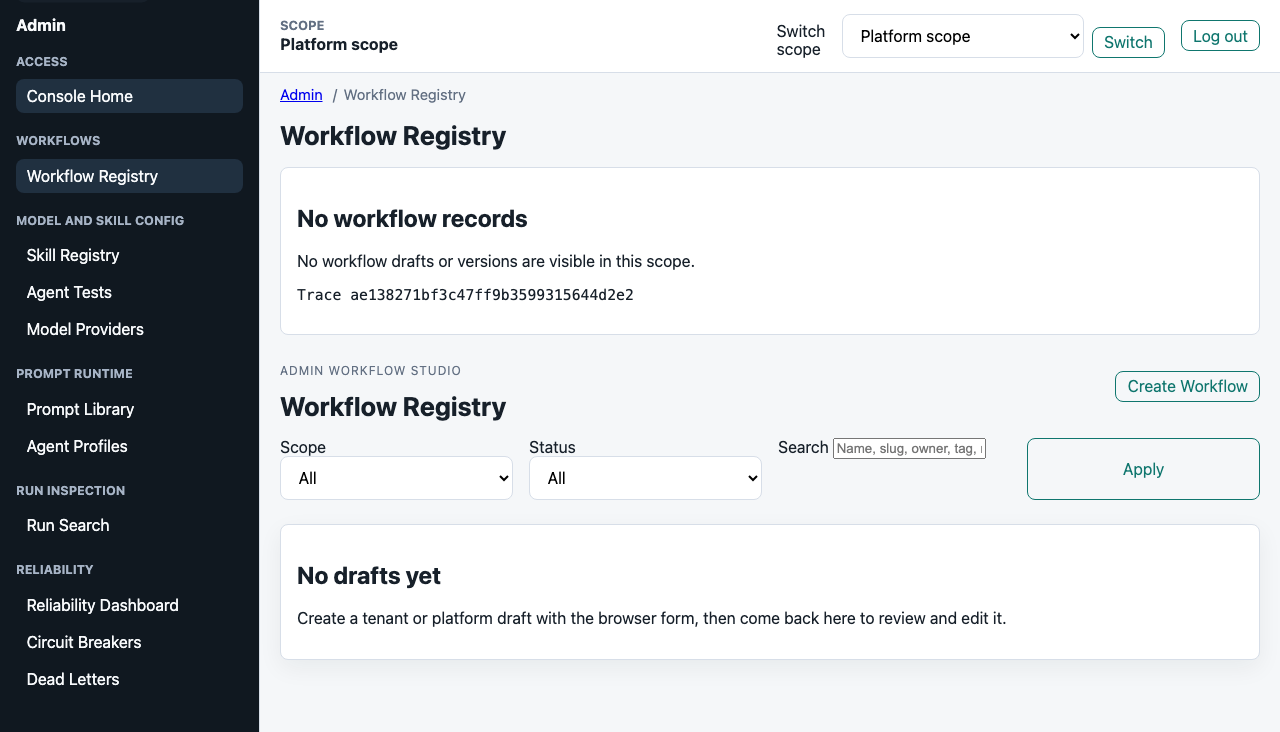 Admin
ACCESS
Console Home
WORKFLOWS
Workflow Registry
MODEL AND SKILL CONFIG
Skill Registry
Agent Tests
Model Providers
PROMPT RUNTIME
Prompt Library
Agent Profiles
RUN INSPECTION
Run Search
RELIABILITY
Reliability Dashboard
Circuit Breakers
Dead Letters
SCOPE
Platform scope
Switch
scope
Platform scope
Switch
Log out
Admin / Workflow Registry
Workflow Registry
No workflow records
No workflow drafts or versions are visible in this scope.
Trace ae138271bf3c47ff9b3599315644d2e2
ADMIN WORKFLOW STUDIO
Workflow Registry
Create Workflow
Scope
All
Status
All
Search
Name, slug, owner, tag,
Apply
No drafts yet
Create a tenant or platform draft with the browser form, then come back here to review and edit it.